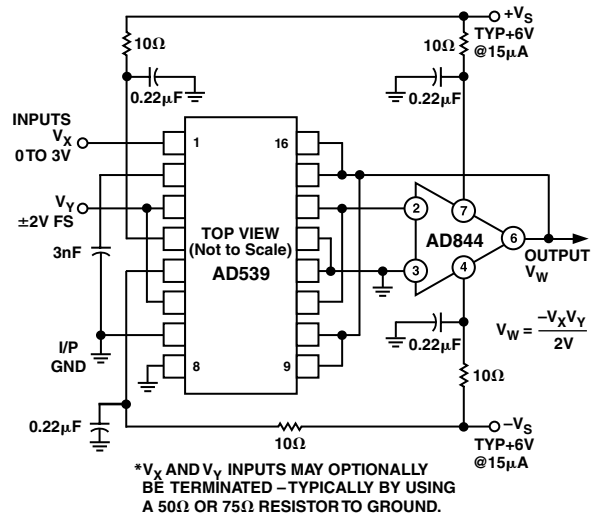 +VS
TYP+6V
@15µA
10Ω
10Ω
0.22µF
0.22µF
INPUTS
VX
0 TO 3V
1
16
VY
±2V FS
2
7
TOP VIEW
(Not to Scale)
AD539
AD844
6
3nF
3
4
OUTPUT
VW
I/P
GND
0.22µF
VW = −VXVY
2V
8
9
10Ω
0.22µF
10Ω
−VS
TYP+6V
@15µA
*VX AND VY INPUTS MAY OPTIONALLY
BE TERMINATED – TYPICALLY BY USING
A 50Ω OR 75Ω RESISTOR TO GROUND.